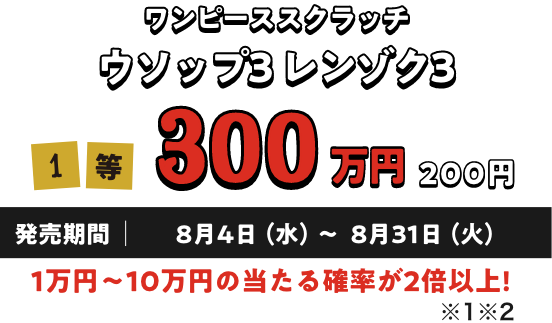 ワンピーススクラッチ
ウソップ3 レンゾク3
1等 300万円 200円
発売期間｜ 8月4日（水）～ 8月31日（火）
1万円～10万円の当たる確率が2倍以上!
※1※2